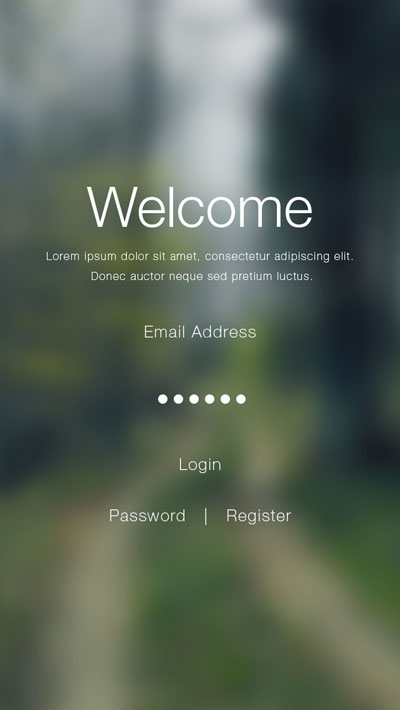 Welcome
Lorem ipsum dolor sit amet, consectetur adipiscing elit.
Donec auctor neque sed pretium luctus.
Email Address
●●●●●●
Login
Password | Register